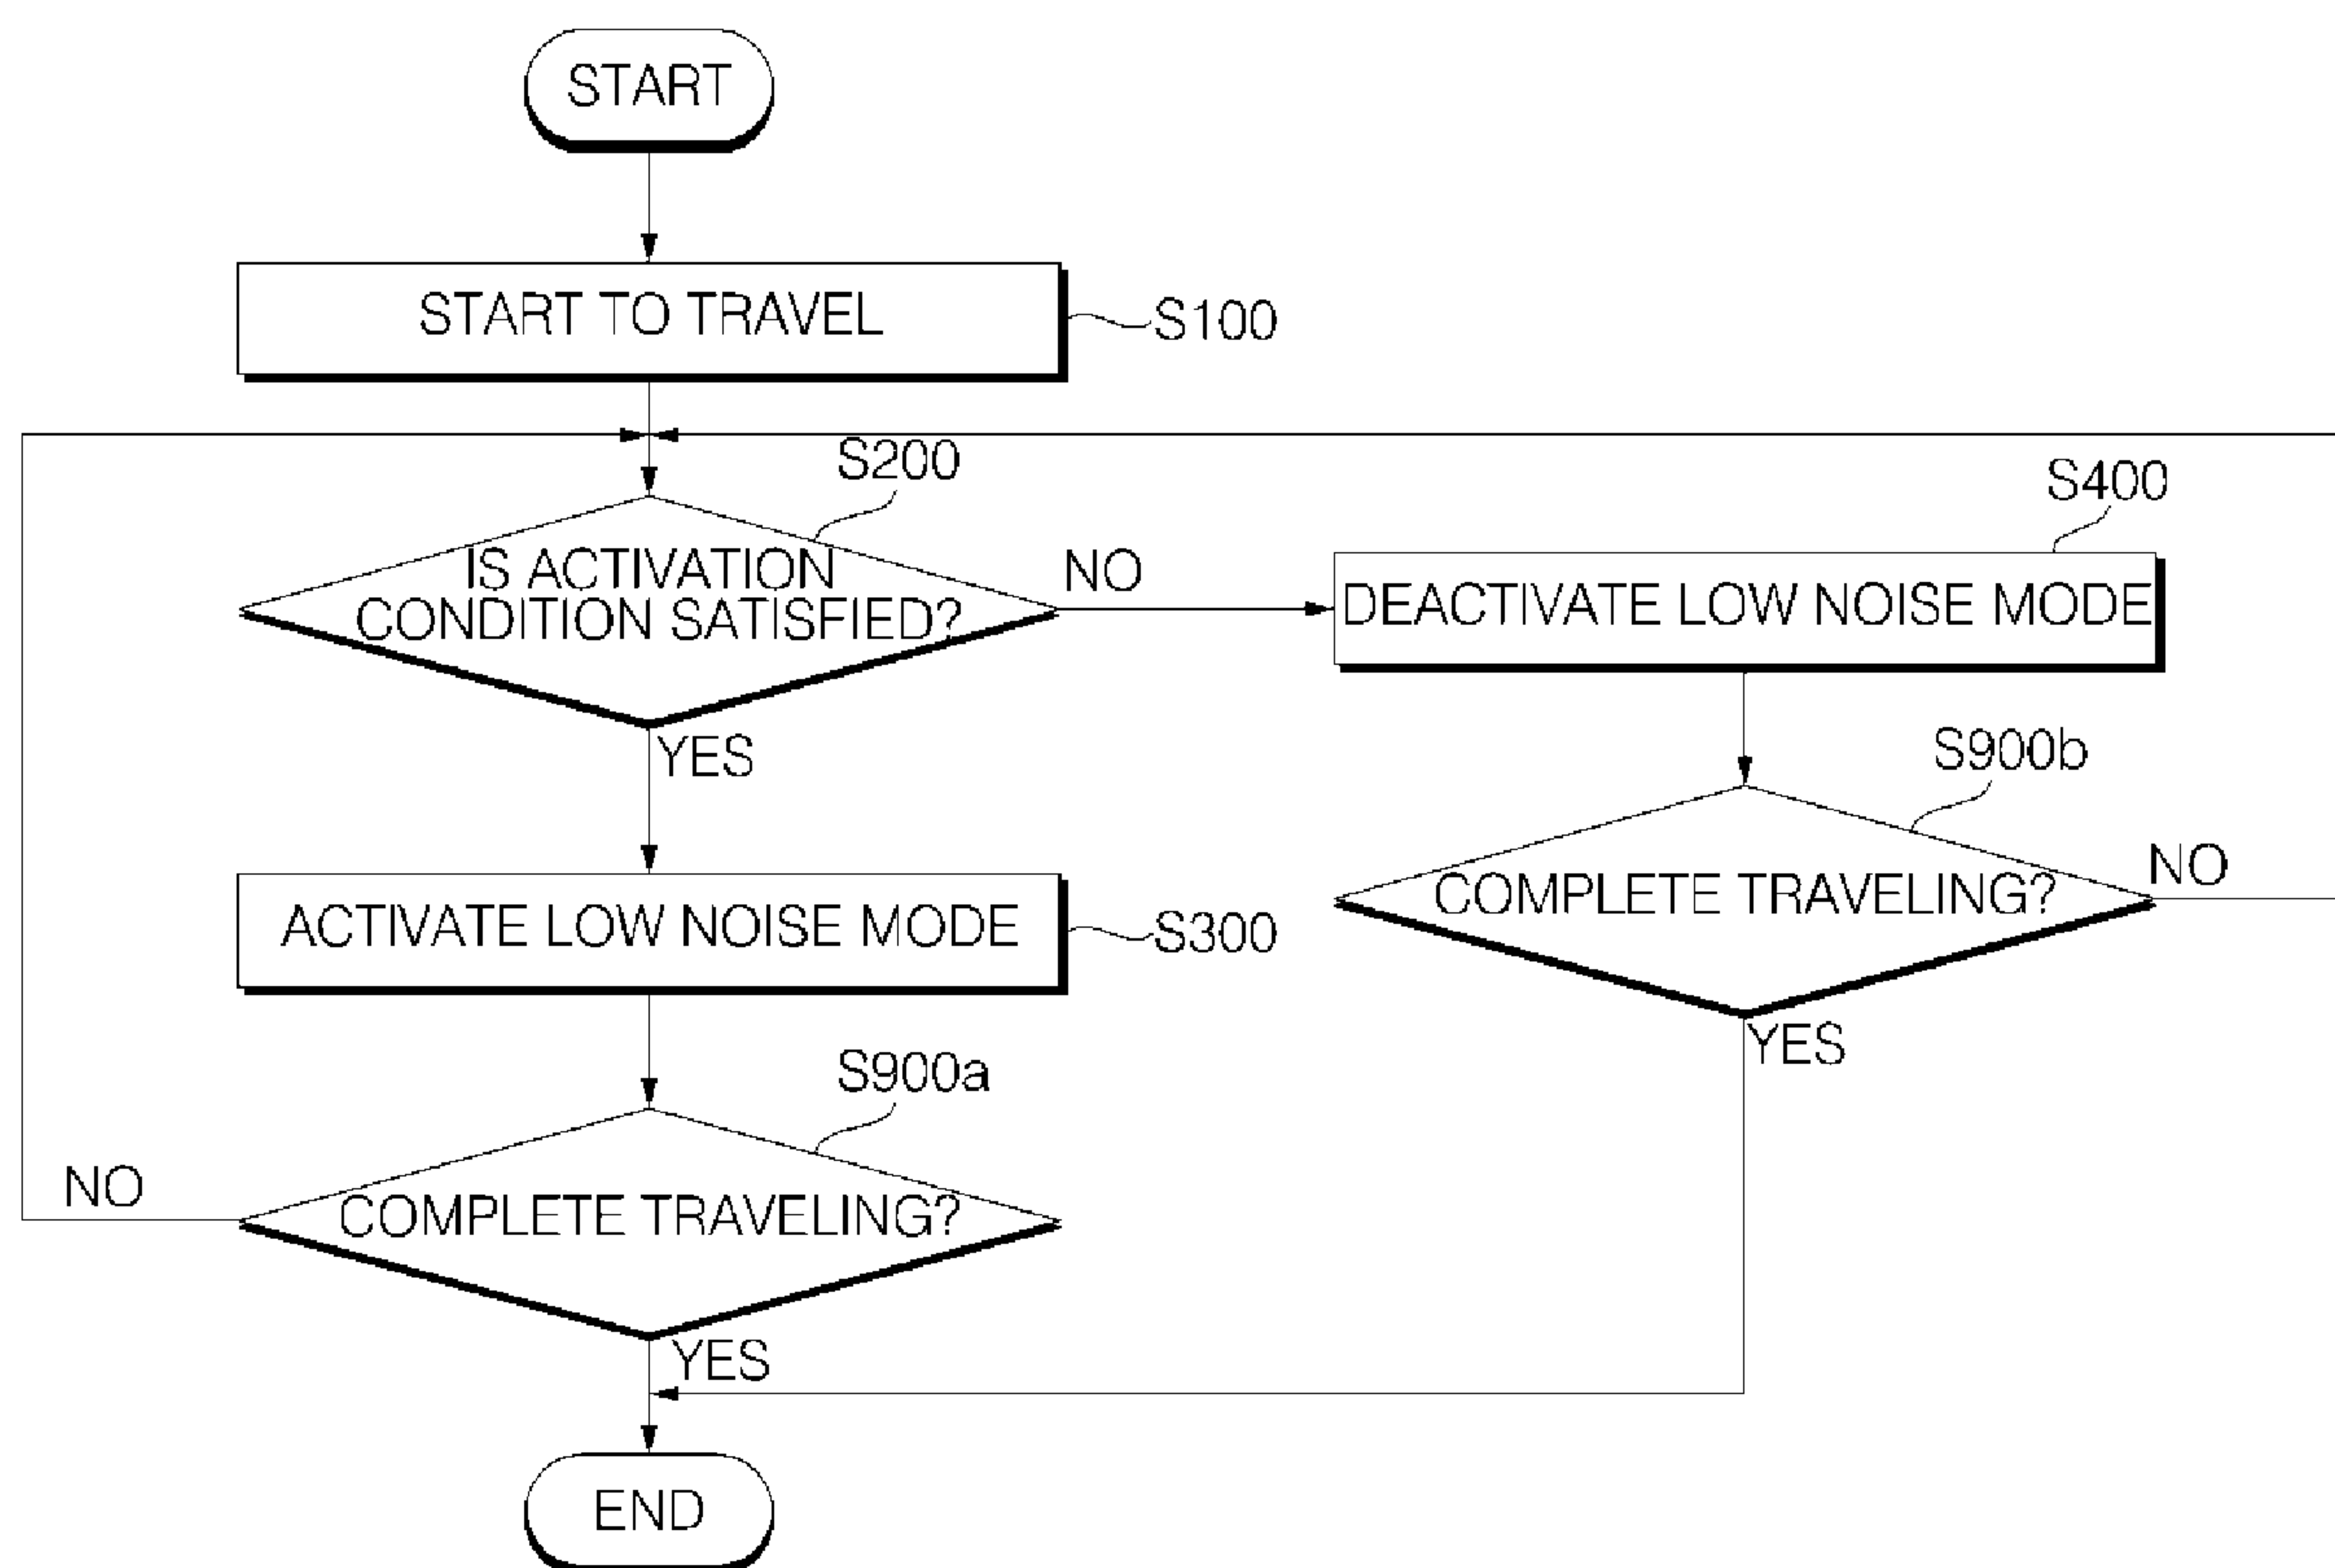 START
START TO TRAVEL
S100
S200
IS ACTIVATION
CONDITION SATISFIED?
NO
YES
S400
DEACTIVATE LOW NOISE MODE
S900b
COMPLETE TRAVELING?
NO
YES
ACTIVATE LOW NOISE MODE
S300
S900a
COMPLETE TRAVELING?
NO
YES
END